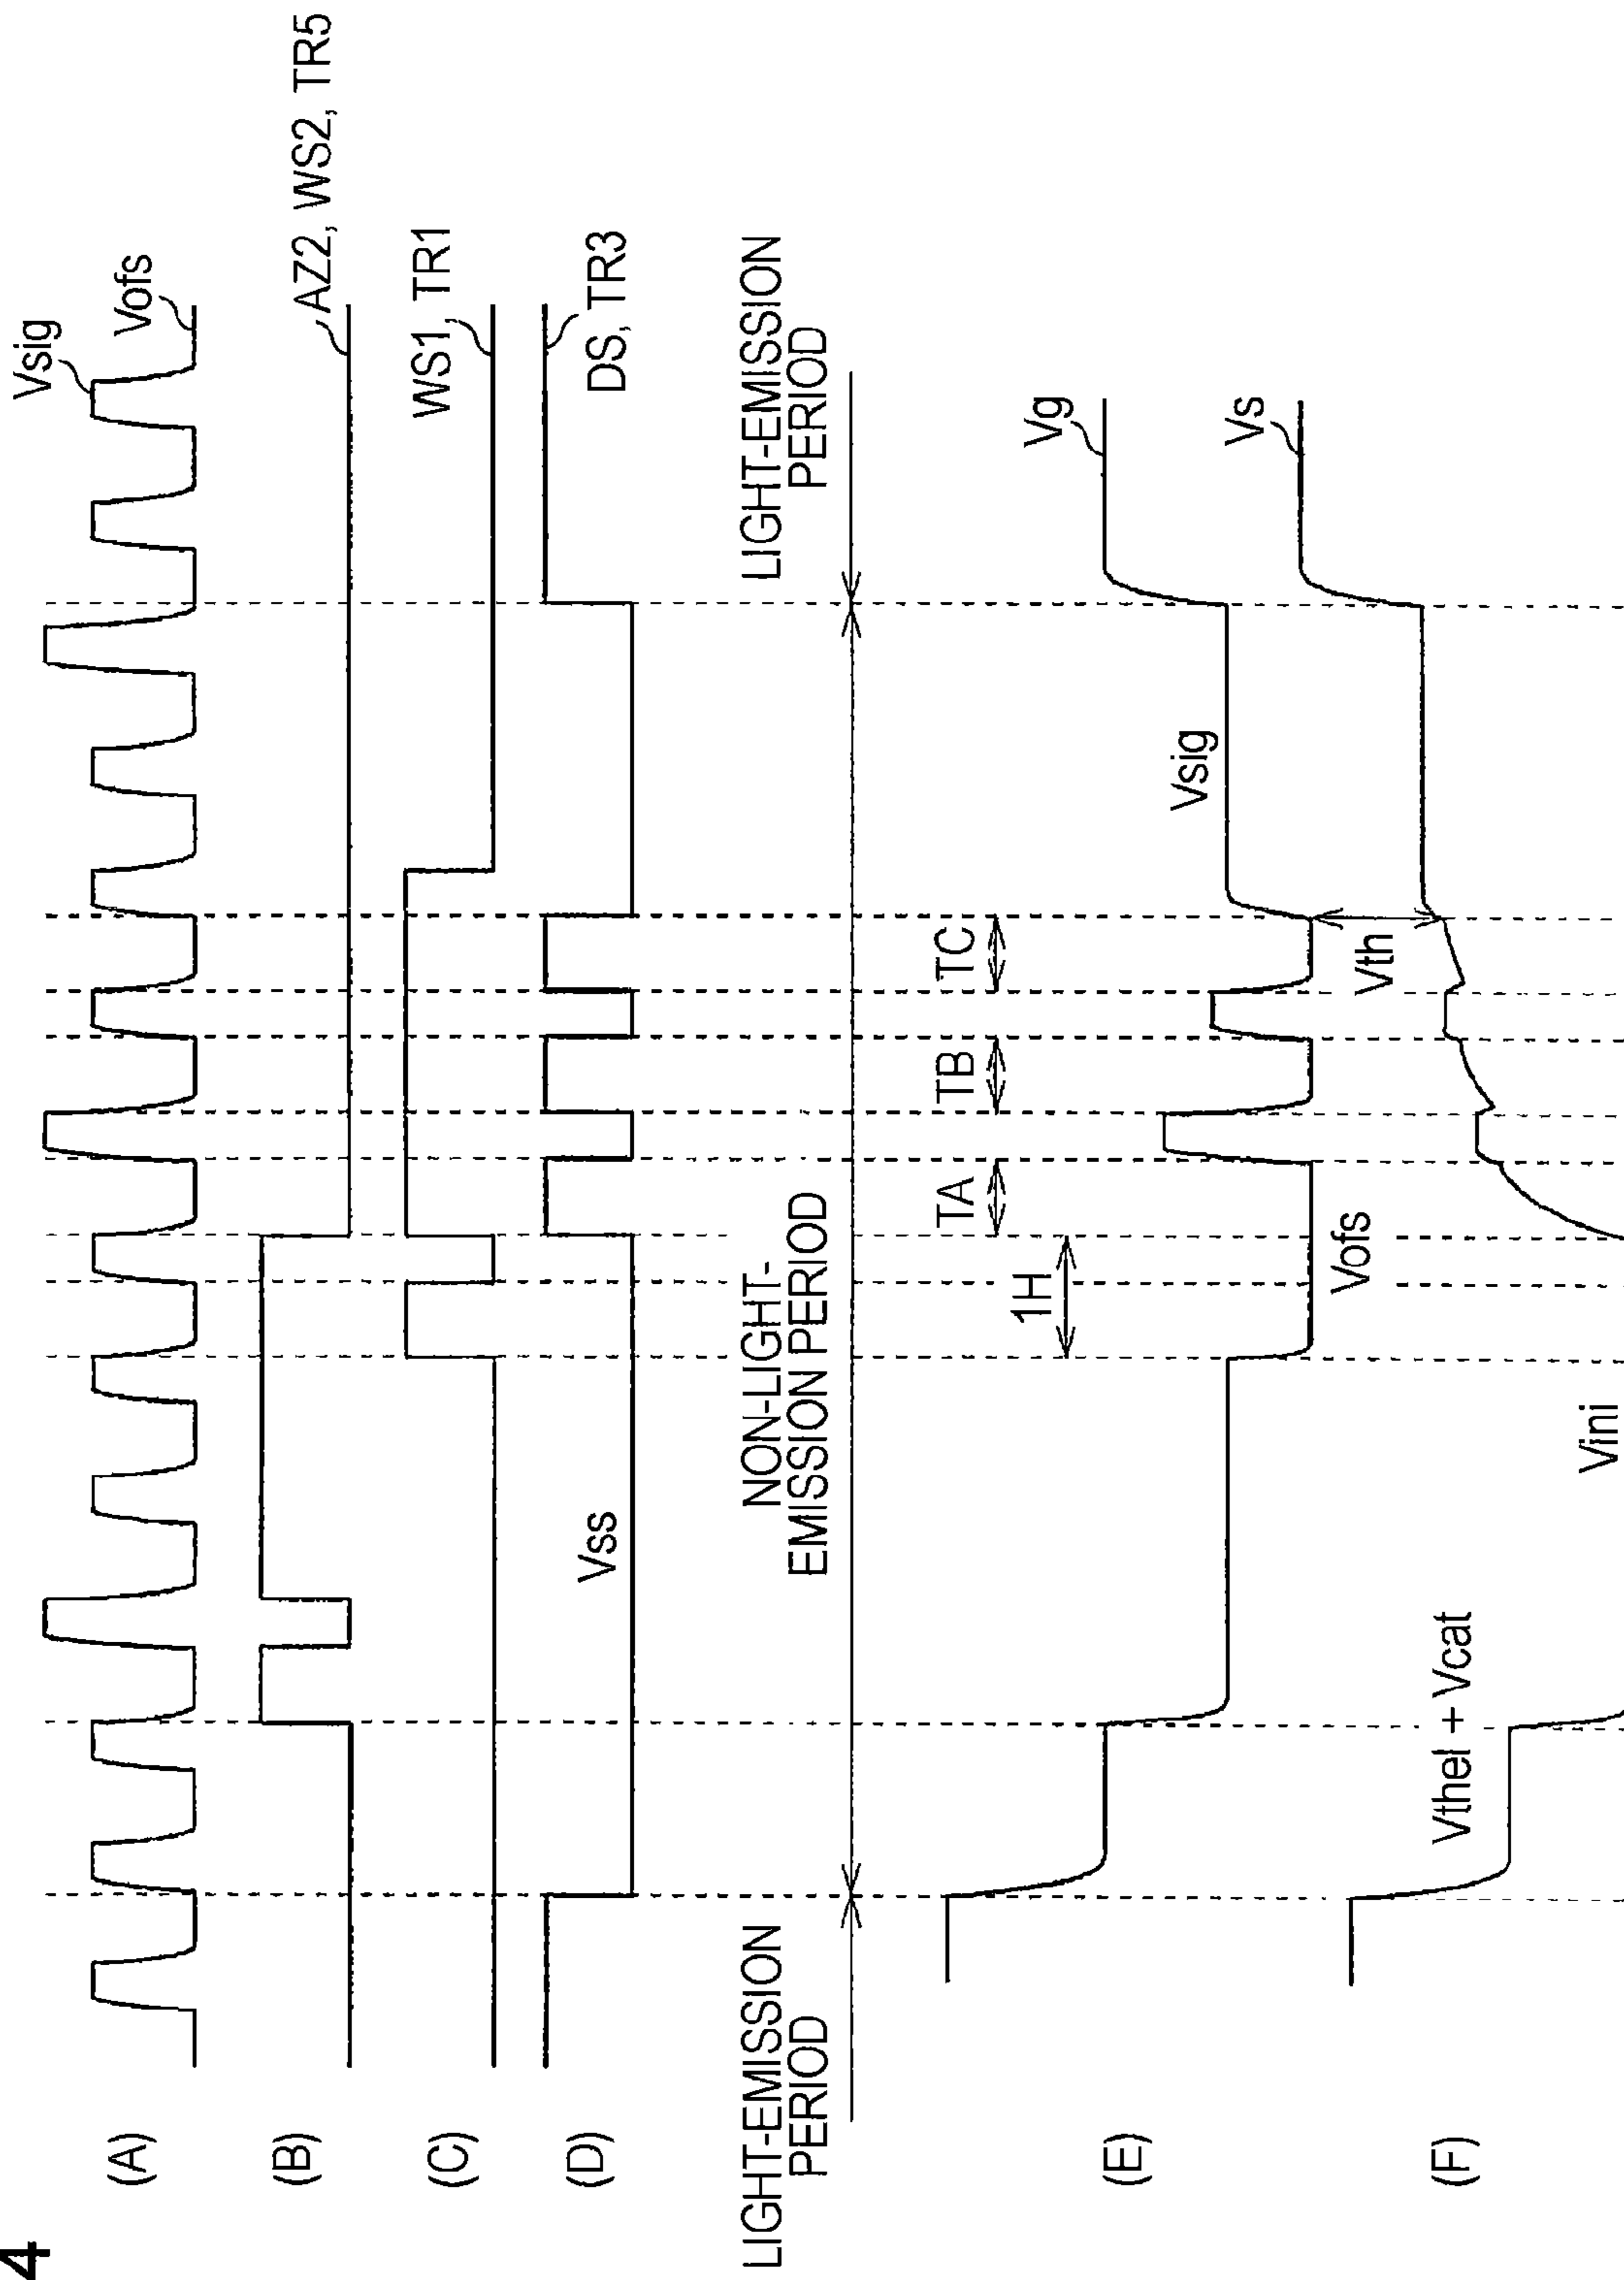 4
(A)
Vsig
Vofs
(B)
AZ2, WS2, TR5
(C)
WS1, TR1
(D)
Vss
DS, TR3
LIGHT-EMISSION
PERIOD
NON-LIGHT-
EMISSION PERIOD
LIGHT-EMISSION
PERIOD
TA
TB
TC
1H
(E)
Vg
Vsig
Vofs
Vth
(F)
Vs
Vthel + Vcat
Vini